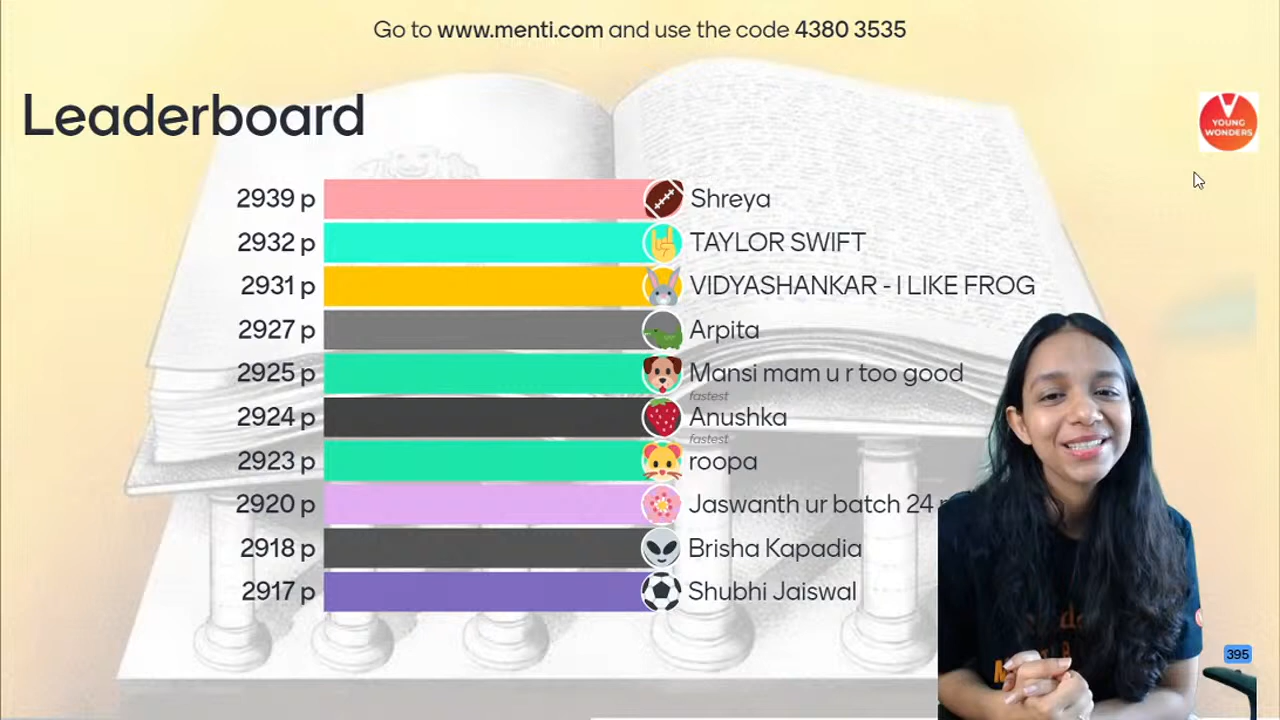 Go to www.menti.com and use the code 4380 3535
Leaderboard
YOUNG
WONDERS
2939 p Shreya
2932 p TAYLOR SWIFT
2931 p VIDYASHANKAR - I LIKE FROG
2927 p Arpita
2925 p Mansi mam u r too good
fastest
2924 p Anushka
fastest
2923 p roopa
2920 p Jaswanth ur batch 24
2918 p Brisha Kapadia
2917 p Shubhi Jaiswal
395